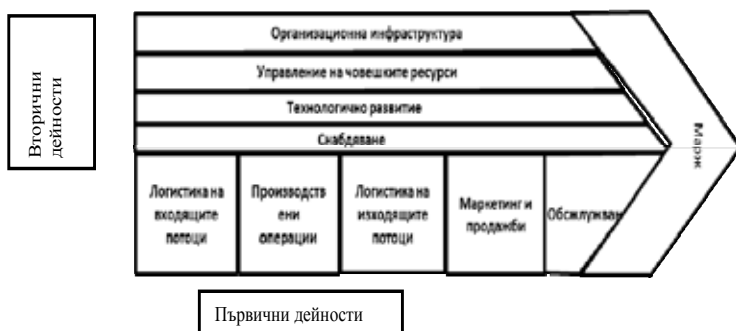 Вторични
дейности
Организационна инфраструктура
Управление на човешките ресурси
Технологично развитие
Снабдяване
Логистика на
входящите
потоци
Производств
ени
операции
Логистика на
изходящите
потоци
Маркетинг и
продажби
Обслужван
Марж
Първични дейности